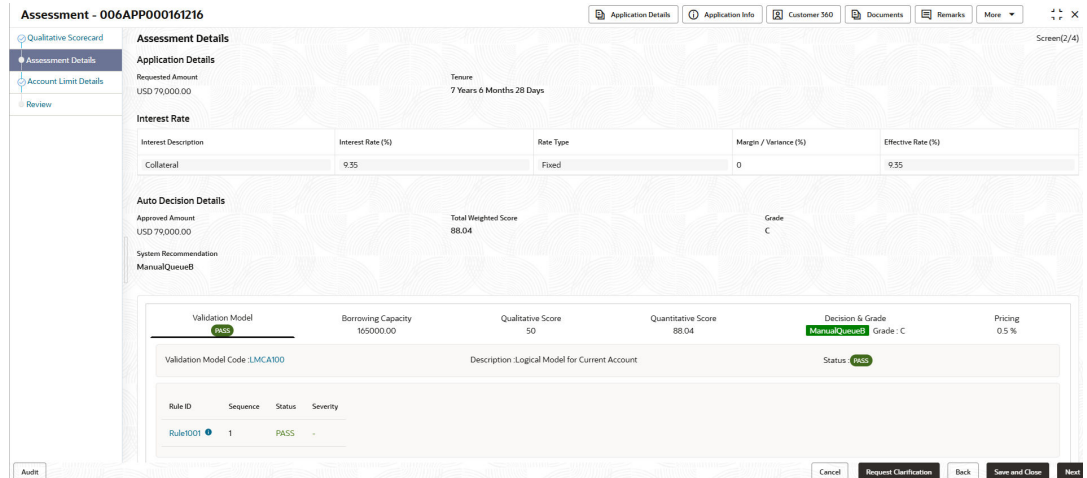 Assessment - 006APP000161216
Application Details Application Info Customer 360 Documents Remarks More
Qualitative Scorecard
Assessment Details
Account Limit Details
Review
Assessment Details Screen(2/4)
Application Details
Requested Amount Tenure
USD 79,000.00 7 Years 6 Months 28 Days
Interest Rate
Interest Description Interest Rate (%) Rate Type Margin / Variance (%) Effective Rate (%)
Collateral 9.35 Fixed 0 9.35
Auto Decision Details
Approved Amount Total Weighted Score Grade
USD 79,000.00 88.04 C
System Recommendation
ManualQueueB
Validation Model Borrowing Capacity Qualitative Score Quantitative Score Decision & Grade Pricing
PASS 165000.00 50 88.04 ManualQueueB Grade : C 0.5 %
Validation Model Code :LMCA100 Description :Logical Model for Current Account Status : PASS
Rule ID Sequence Status Severity
Rule1001 1 PASS -
Audit Cancel Request Clarification Back Save and Close Next